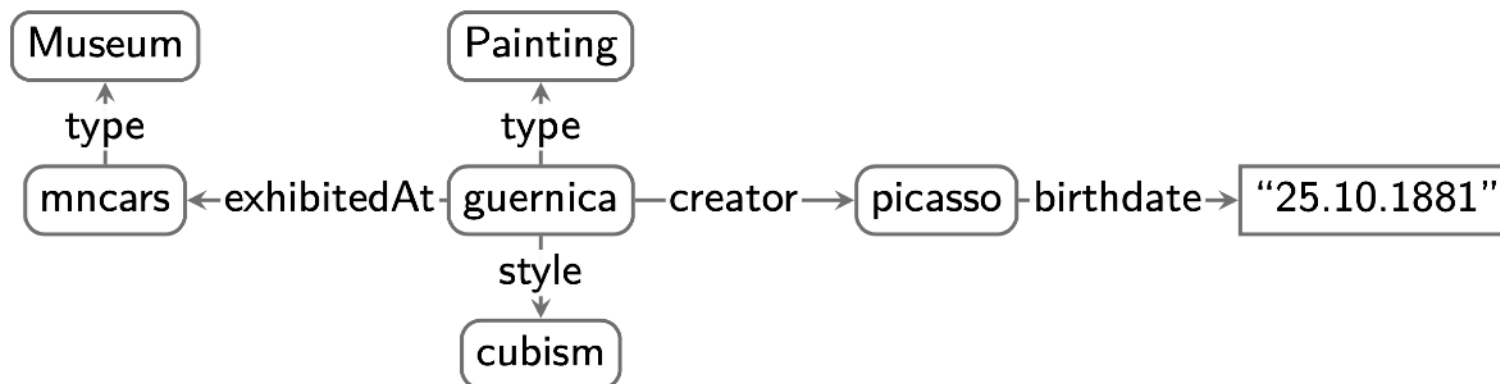 Museum Painting
type type
mncars exhibitedAt guernica creator picasso birthdate “25.10.1881”
style
cubism